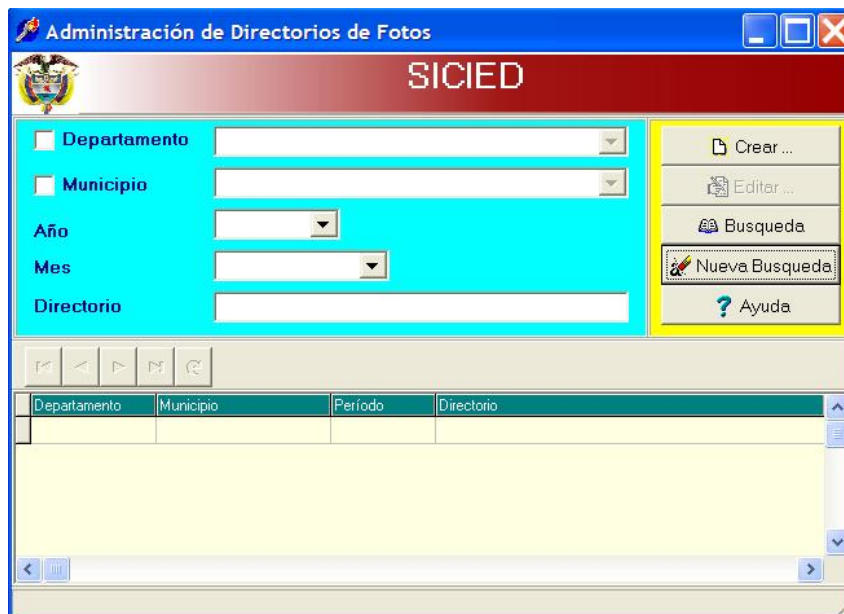 Administración de Directorios de Fotos
SICIED
Departamento
Municipio
Año
Mes
Directorio
Crear ...
Editar ...
Busqueda
Nueva Busqueda
Ayuda
Departamento Municipio Período Directorio